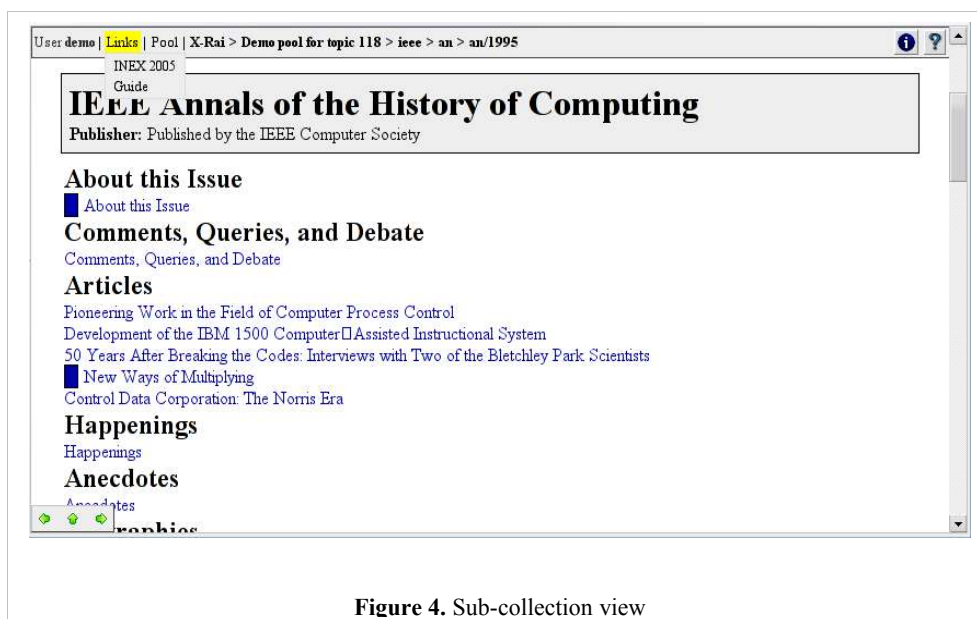 User demo | Links | Pool | X-Rai > Demo pool for topic 118 > ieee > an > an/1995
INEX 2005
Guide
IEEE Annals of the History of Computing
Publisher: Published by the IEEE Computer Society
About this Issue
About this Issue
Comments, Queries, and Debate
Comments, Queries, and Debate
Articles
Pioneering Work in the Field of Computer Process Control
Development of the IBM 1500 Computer□Assisted Instructional System
50 Years After Breaking the Codes: Interviews with Two of the Bletchley Park Scientists
New Ways of Multiplying
Control Data Corporation: The Norris Era
Happenings
Happenings
Anecdotes
Anecdotes
Figure 4. Sub-collection view